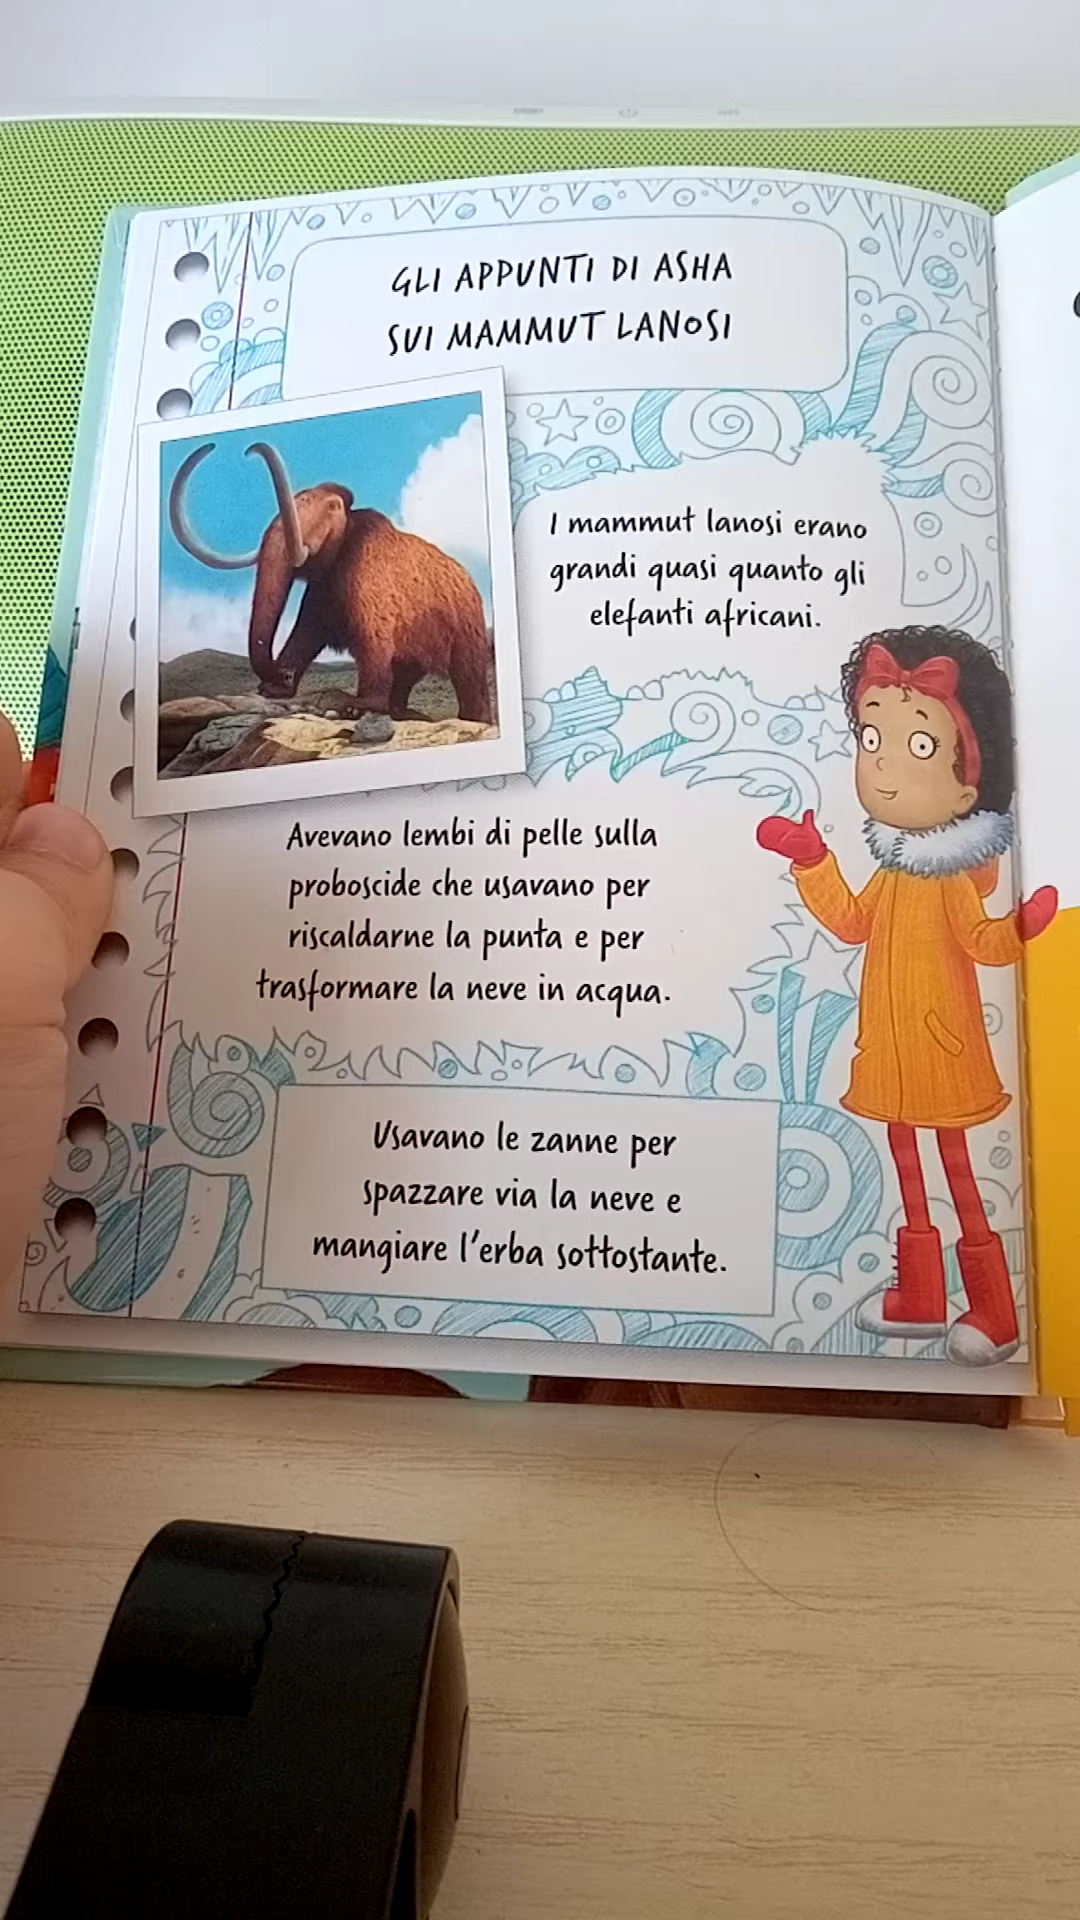 GLI APPUNTI DI ASHA
SUI MAMMUT LANOSI
I mammut lanosi erano
grandi quasi quanto gli
elefanti africani.
Avevano lembi di pelle sulla
proboscide che usavano per
riscaldarne la punta e per
trasformare la neve in acqua.
Usavano le zanne per
spazzare via la neve e
mangiare l'erba sottostante.